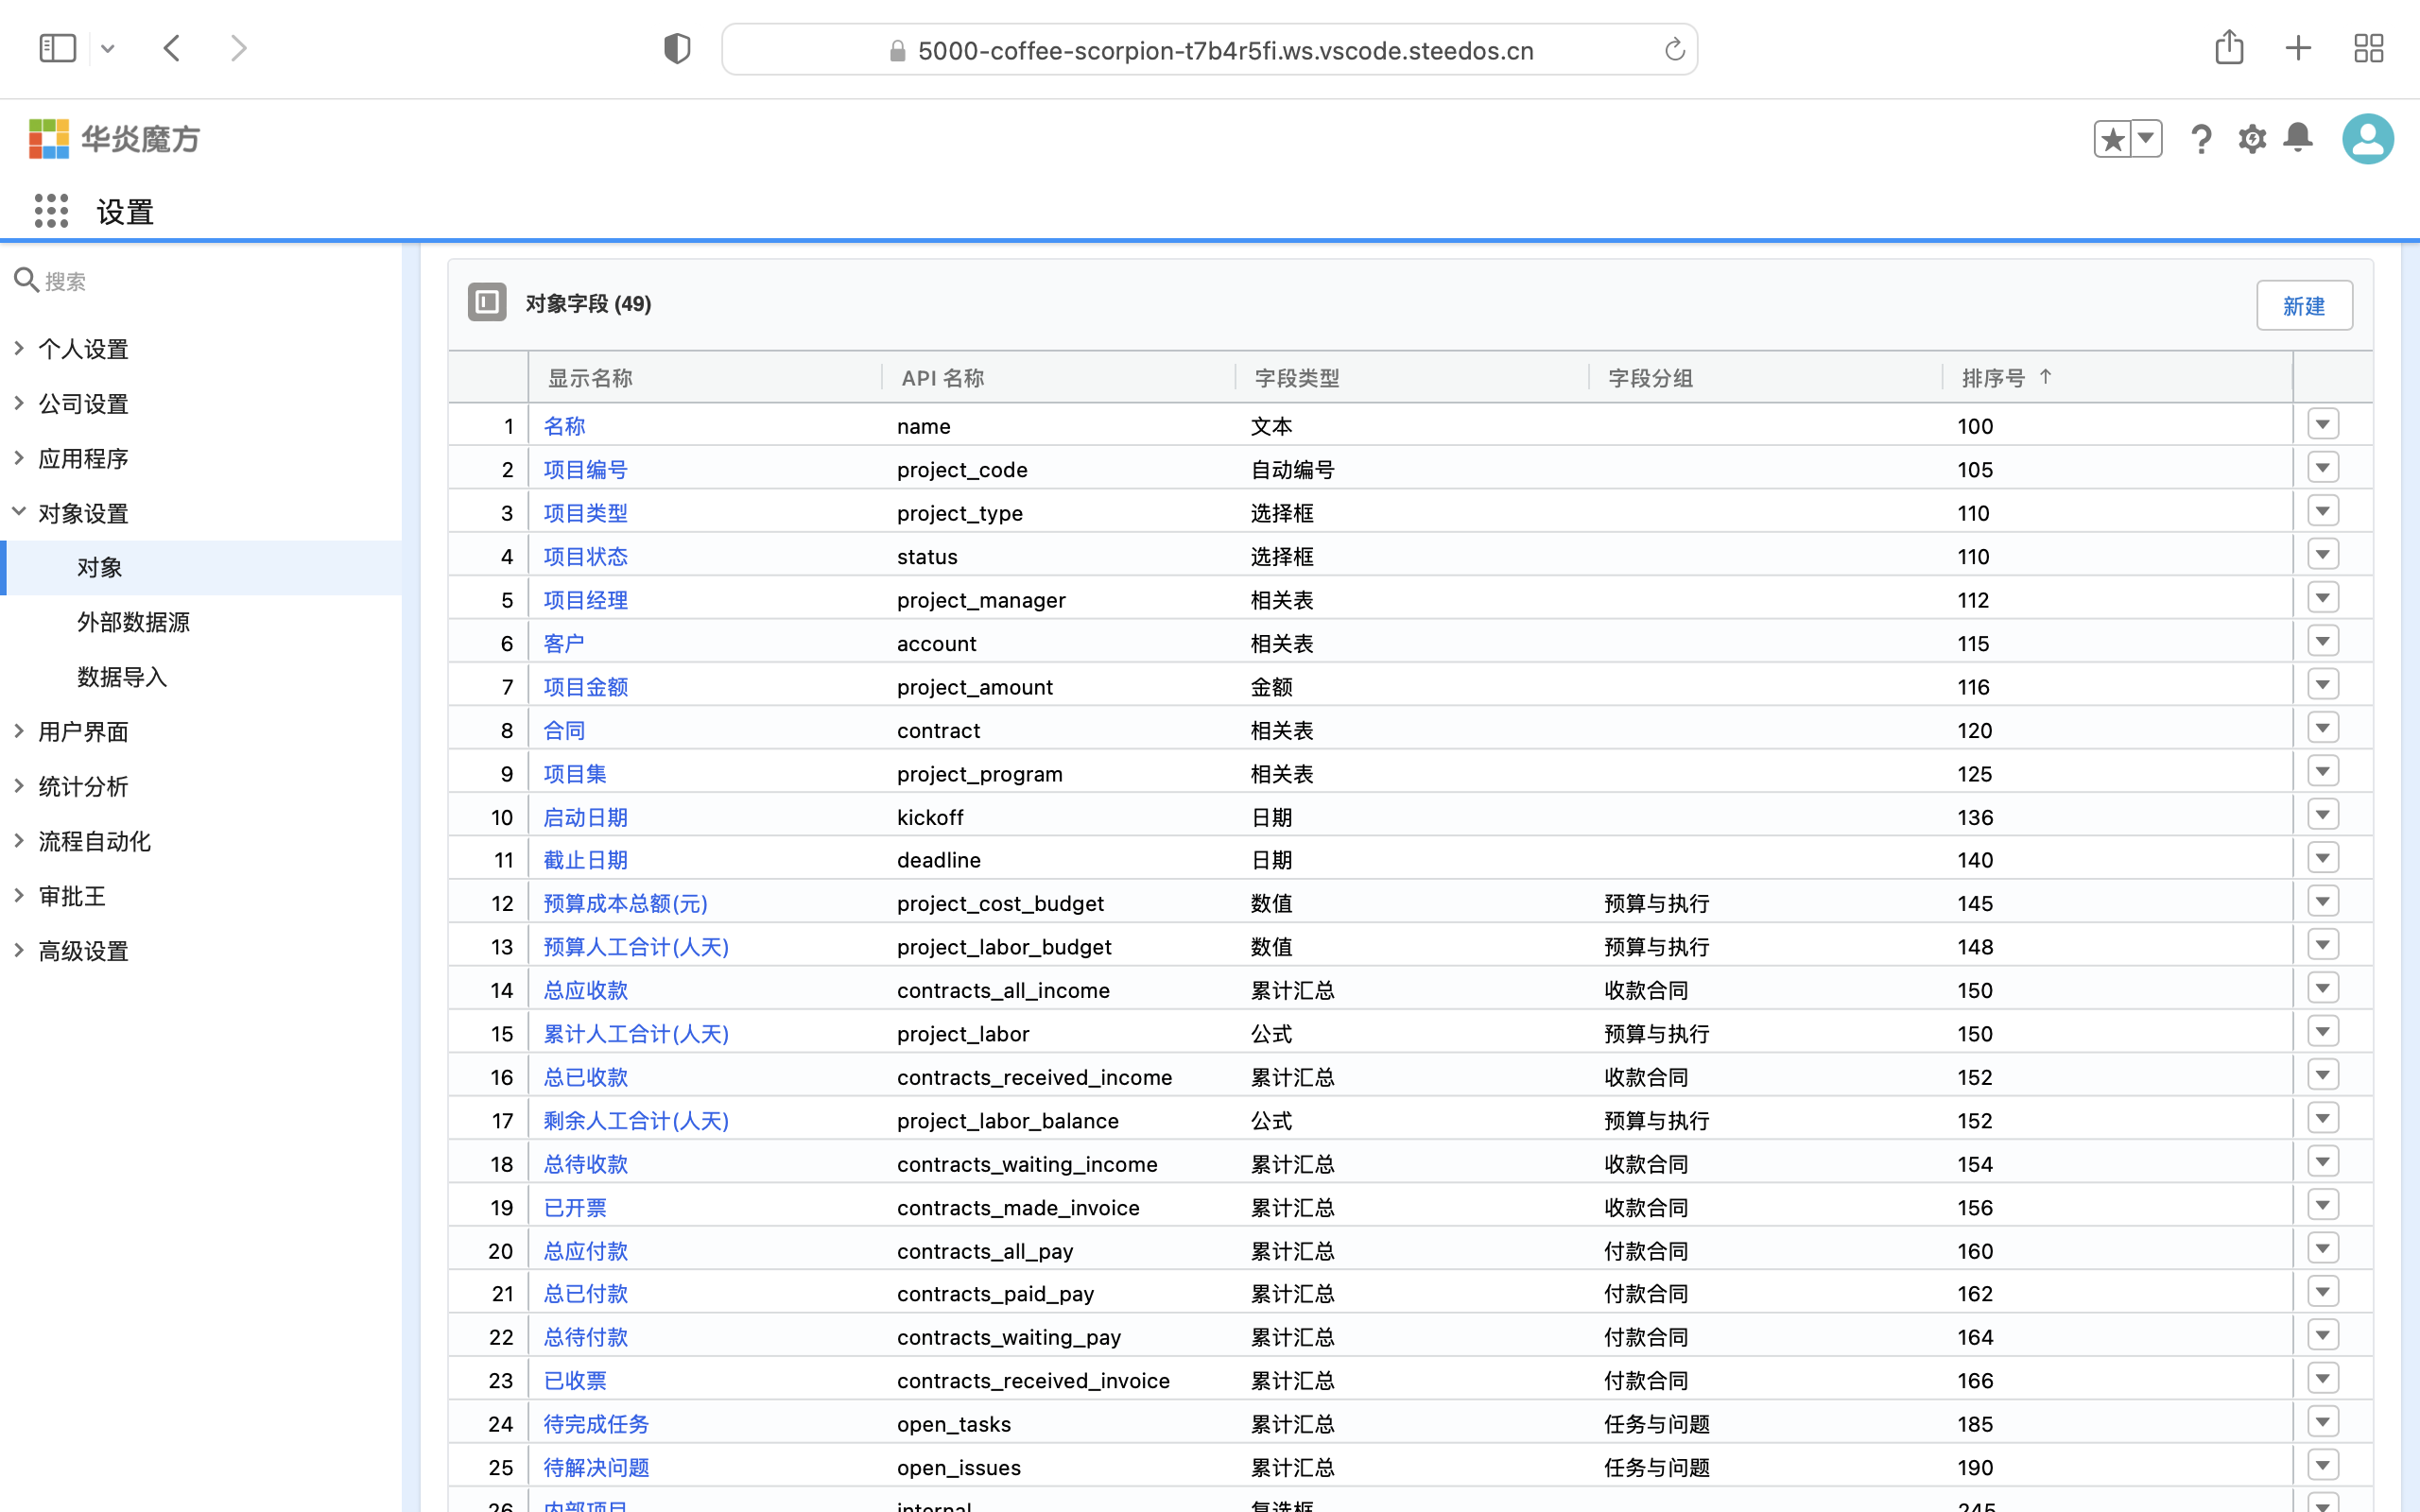 5000-coffee-scorpion-t7b4r5fi.ws.vscode.steedos.cn
华炎魔方
设置
搜索
个人设置
公司设置
应用程序
对象设置
对象
外部数据源
数据导入
用户界面
统计分析
流程自动化
审批王
高级设置
对象字段 (49)
新建
显示名称 API 名称 字段类型 字段分组 排序号 ↑
1 名称 name 文本 100
2 项目编号 project_code 自动编号 105
3 项目类型 project_type 选择框 110
4 项目状态 status 选择框 110
5 项目经理 project_manager 相关表 112
6 客户 account 相关表 115
7 项目金额 project_amount 金额 116
8 合同 contract 相关表 120
9 项目集 project_program 相关表 125
10 启动日期 kickoff 日期 136
11 截止日期 deadline 日期 140
12 预算成本总额(元) project_cost_budget 数值 预算与执行 145
13 预算人工合计(人天) project_labor_budget 数值 预算与执行 148
14 总应收款 contracts_all_income 累计汇总 收款合同 150
15 累计人工合计(人天) project_labor 公式 预算与执行 150
16 总已收款 contracts_received_income 累计汇总 收款合同 152
17 剩余人工合计(人天) project_labor_balance 公式 预算与执行 152
18 总待收款 contracts_waiting_income 累计汇总 收款合同 154
19 已开票 contracts_made_invoice 累计汇总 收款合同 156
20 总应付款 contracts_all_pay 累计汇总 付款合同 160
21 总已付款 contracts_paid_pay 累计汇总 付款合同 162
22 总待付款 contracts_waiting_pay 累计汇总 付款合同 164
23 已收票 contracts_received_invoice 累计汇总 付款合同 166
24 待完成任务 open_tasks 累计汇总 任务与问题 185
25 待解决问题 open_issues 累计汇总 任务与问题 190
26 内部项目 internal 复选框 245